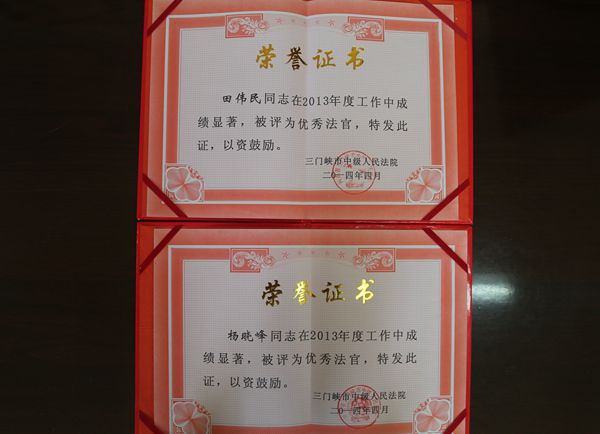 荣誉证书
田伟民同志在2013年度工作中成
绩显著，被评为优秀法官，特发此
证，以资鼓励。
三门峡市中级人民法院
二〇一四年四月
荣誉证书
杨晓峰同志在2013年度工作中成
绩显著，被评为优秀法官，特发此
证，以资鼓励。
三门峡市中级人民法院
二〇一四年四月